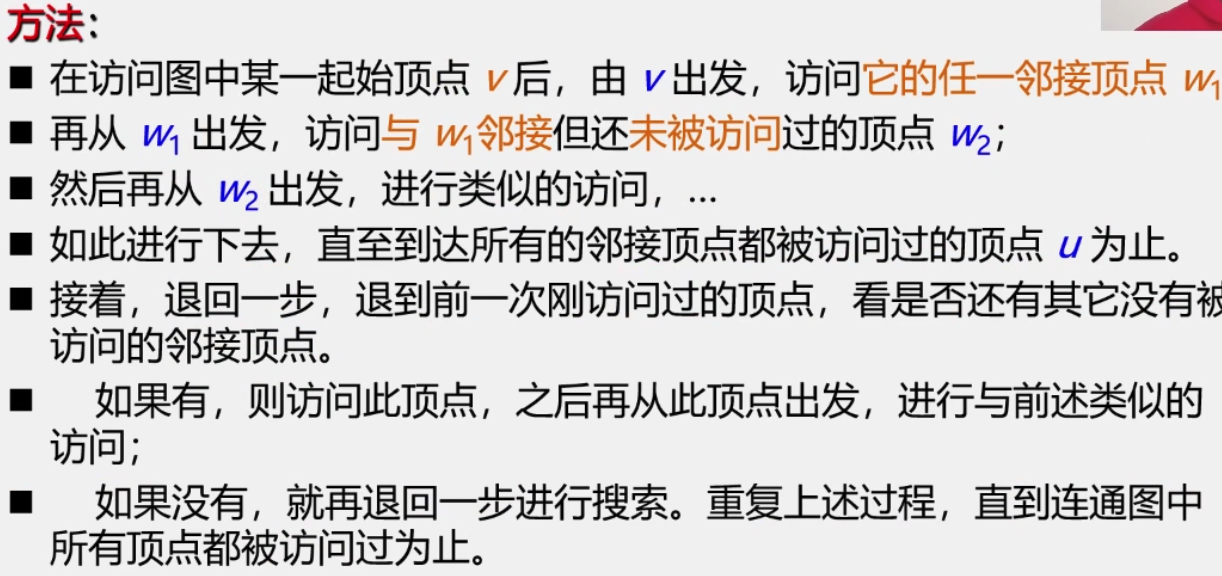 方法：
■ 在访问图中某一起始顶点 v 后，由 v 出发，访问它的任一邻接顶点 w₁
■ 再从 w₁ 出发，访问与 w₁邻接但还未被访问过的顶点 w₂；
■ 然后再从 w₂ 出发，进行类似的访问，…
■ 如此进行下去，直至到达所有的邻接顶点都被访问过的顶点 u 为止。
■ 接着，退回一步，退到前一次刚访问过的顶点，看是否还有其它没有被
访问的邻接顶点。
■ 如果有，则访问此顶点，之后再从此顶点出发，进行与前述类似的
访问；
■ 如果没有，就再退回一步进行搜索。重复上述过程，直到连通图中
所有顶点都被访问过为止。